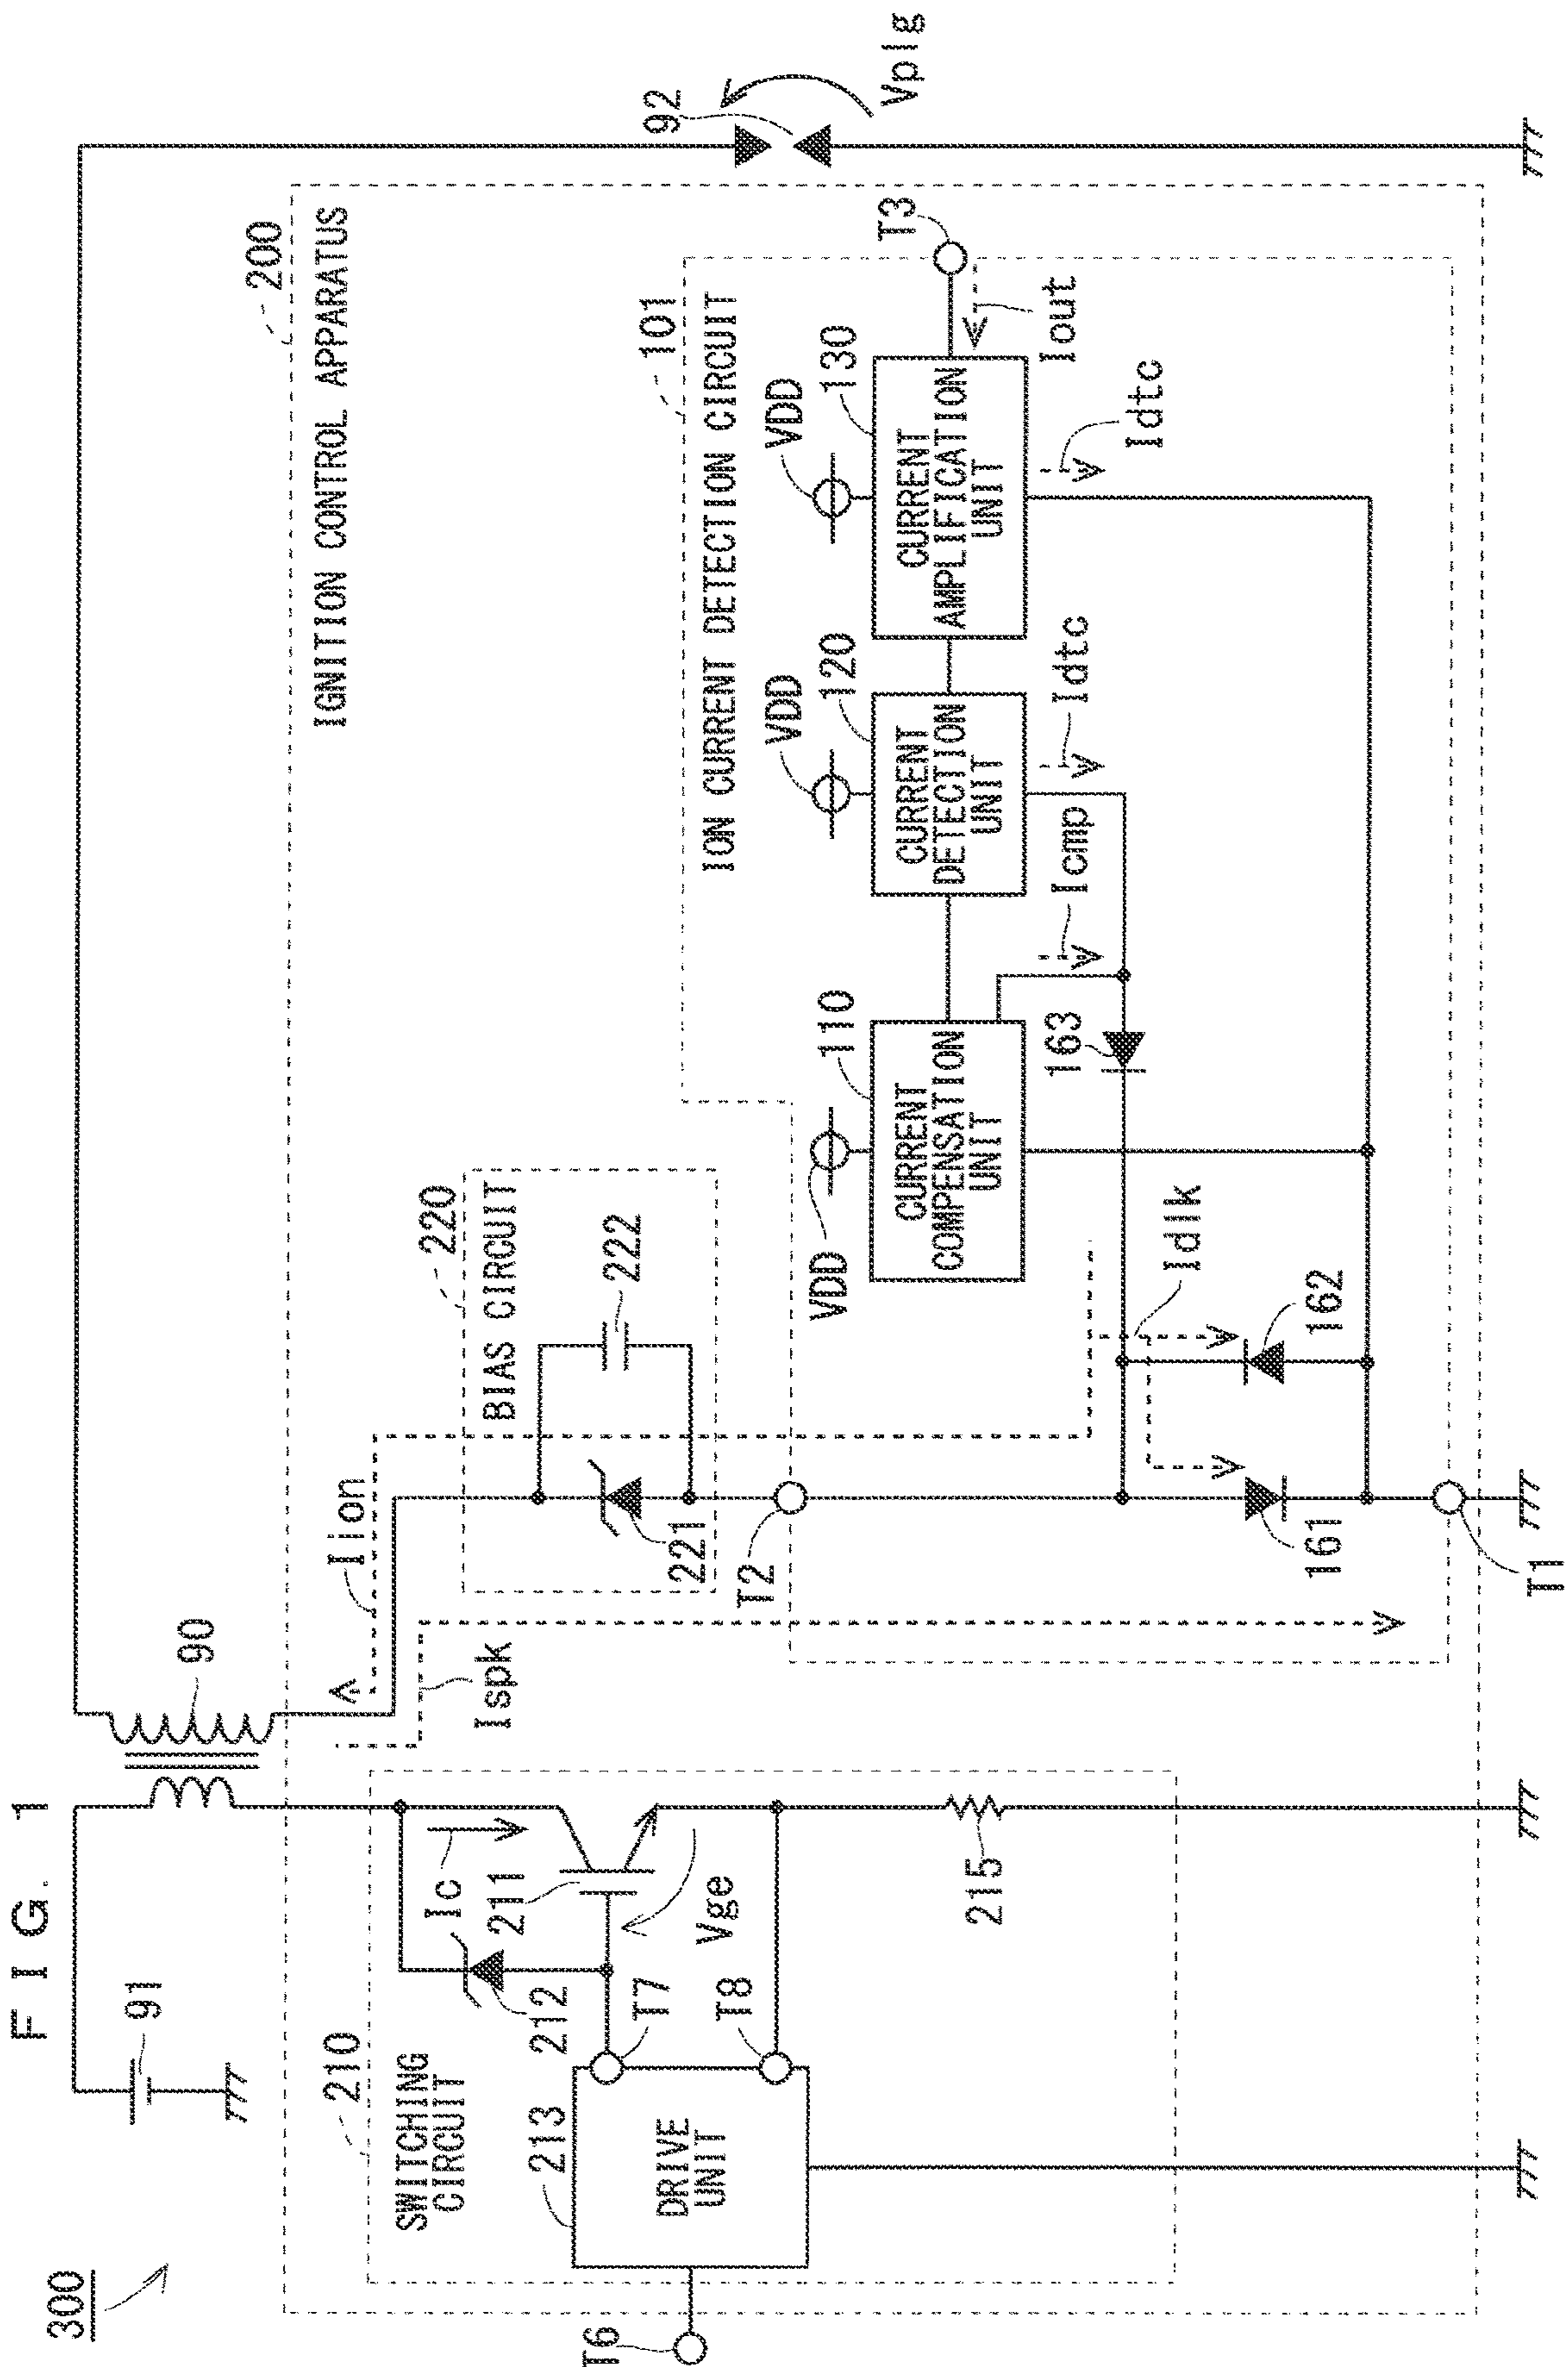 FIG. 1
300
91
90
200
IGNITION CONTROL APPARATUS
92
Vplg
210
SWITCHING
CIRCUIT
Ic
211
212
213
DRIVE
UNIT
T6
T7
T8
Vge
215
Iion
Ispk
220
BIAS CIRCUIT
221
222
T2
101
ION CURRENT DETECTION CIRCUIT
VDD
110
CURRENT
COMPENSATION
UNIT
VDD
120
CURRENT
DETECTION
UNIT
VDD
130
CURRENT
AMPLIFICATION
UNIT
T3
Iout
Icmp
Idtc
Idtc
163
Idlk
161
162
T1